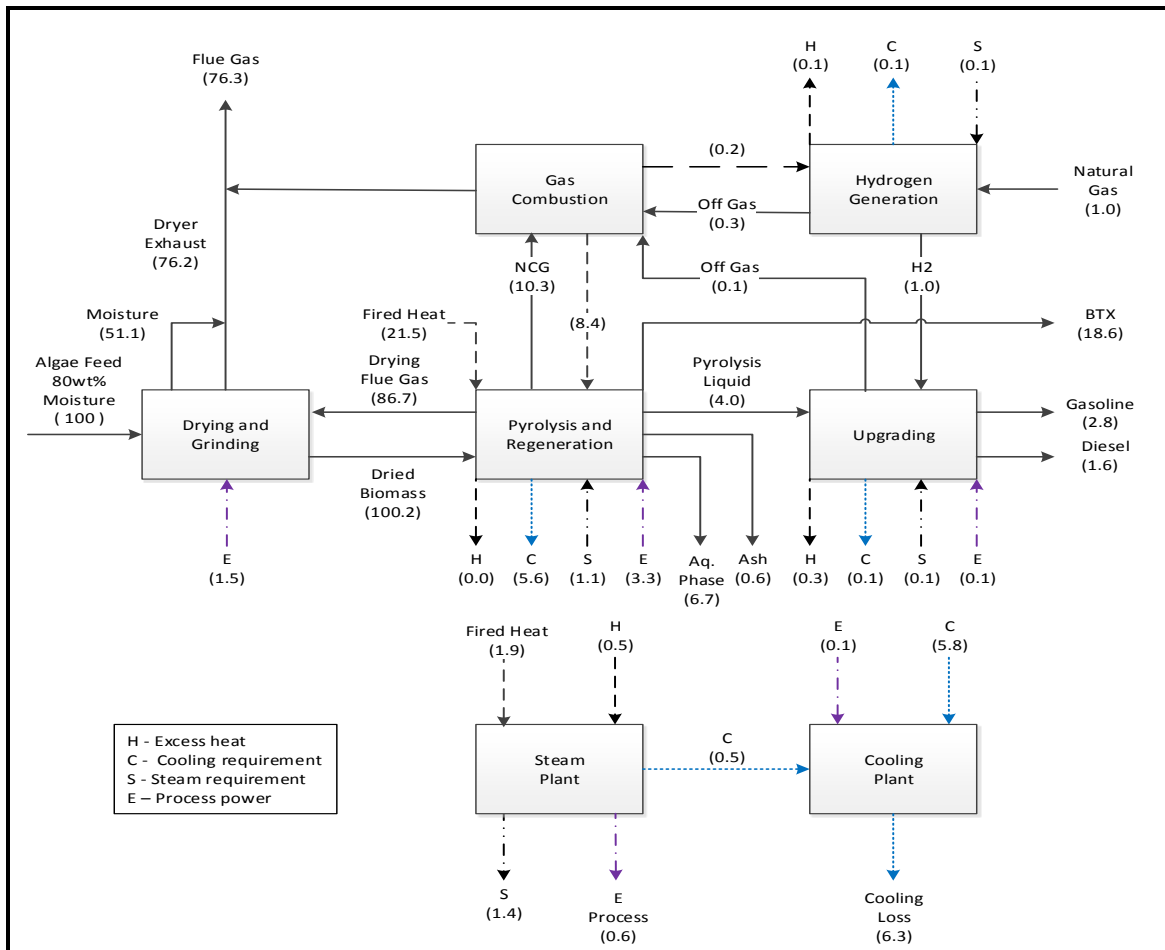 Flue Gas
(76.3)
H
(0.1)
C
(0.1)
S
(0.1)
Gas
Combustion
(0.2)
Hydrogen
Generation
Natural
Gas
(1.0)
Off Gas
(0.3)
Dryer
Exhaust
(76.2)
NCG
(10.3)
Off Gas
(0.1)
H2
(1.0)
Moisture
(51.1)
Fired Heat
(21.5)
(8.4)
BTX
(18.6)
Algae Feed
80wt%
Moisture
( 100 )
Drying
Flue Gas
(86.7)
Pyrolysis
Liquid
(4.0)
Drying and
Grinding
Pyrolysis and
Regeneration
Upgrading
Gasoline
(2.8)
Diesel
(1.6)
Dried
Biomass
(100.2)
E
(1.5)
H
(0.0)
C
(5.6)
S
(1.1)
E
(3.3)
Aq.
Phase
(6.7)
Ash
(0.6)
H
(0.3)
C
(0.1)
S
(0.1)
E
(0.1)
Fired Heat
(1.9)
H
(0.5)
E
(0.1)
C
(5.8)
H - Excess heat
C - Cooling requirement
S - Steam requirement
E – Process power
Steam
Plant
C
(0.5)
Cooling
Plant
S
(1.4)
E
Process
(0.6)
Cooling
Loss
(6.3)